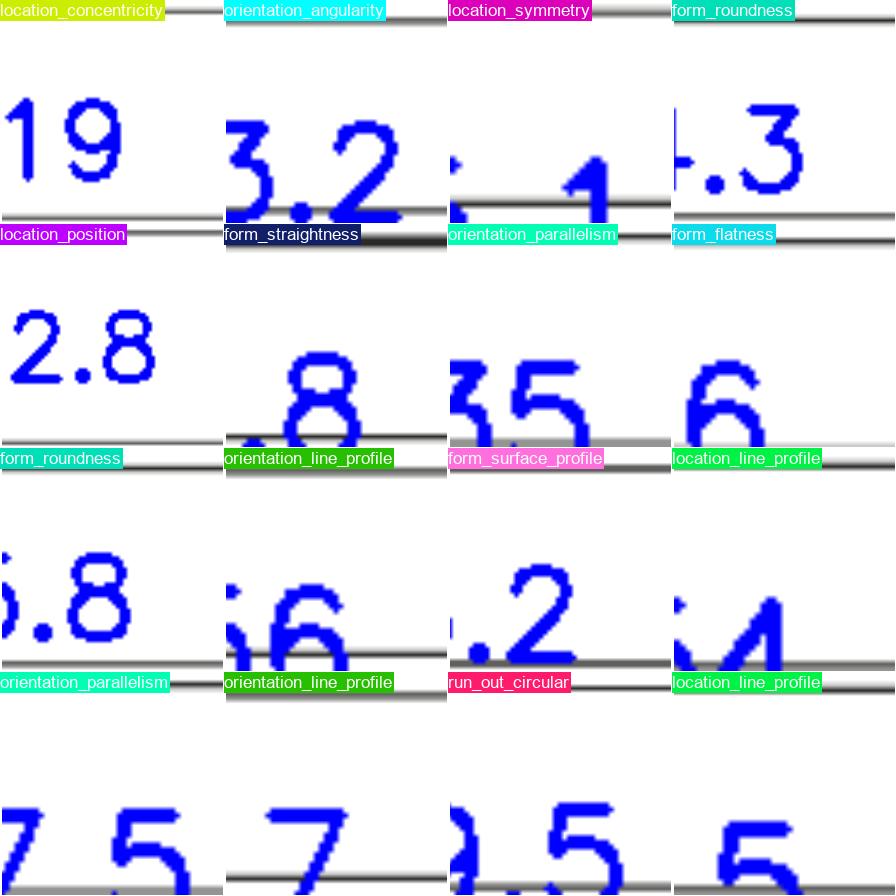 location_concentricity orientation_angularity location_symmetry form_roundness
19 3.2 1 .3
location_position form_straightness orientation_parallelism form_flatness
2.8 .8 35 6
form_roundness orientation_line_profile form_surface_profile location_line_profile
.8 6 .2
orientation_parallelism orientation_line_profile run_out_circular location_line_profile
7.5 7 .5 5